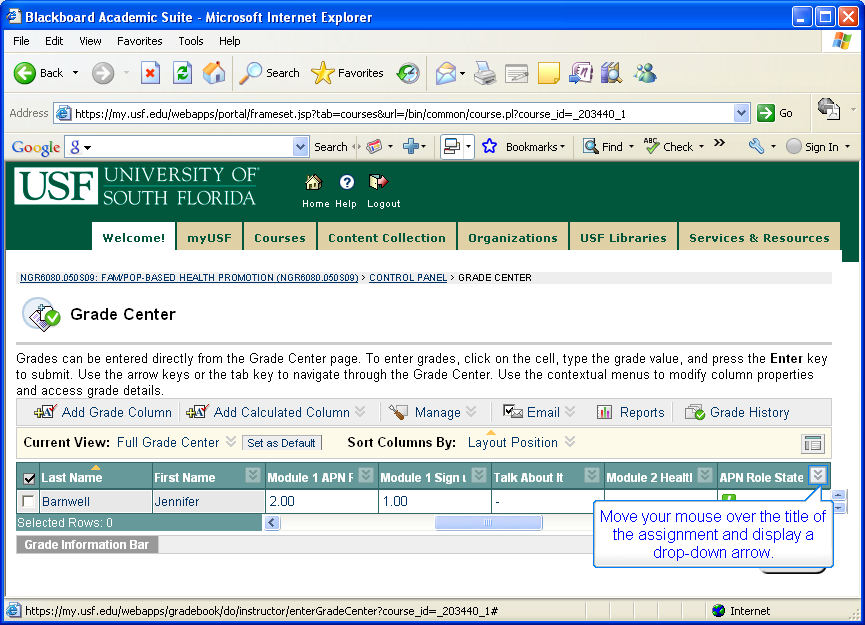 Blackboard Academic Suite - Microsoft Internet Explorer
File Edit View Favorites Tools Help
Back Search Favorites
Address https://my.usf.edu/webapps/portal/frameset.jsp?tab=courses&url=/bin/common/course.pl?course_id=_203440_1 Go
Google Search Bookmarks Find ABC Check Sign In
USF UNIVERSITY OF
SOUTH FLORIDA
Home Help Logout
Welcome! myUSF Courses Content Collection Organizations USF Libraries Services & Resources
NGR6080.050S09: FAM/POP-BASED HEALTH PROMOTION (NGR6080.050S09) > CONTROL PANEL > GRADE CENTER
Grade Center
Grades can be entered directly from the Grade Center page. To enter grades, click on the cell, type the grade value, and press the Enter key
to submit. Use the arrow keys or the tab key to navigate through the Grade Center. Use the contextual menus to modify column properties
and access grade details.
Add Grade Column Add Calculated Column Manage Email Reports Grade History
Current View: Full Grade Center Set as Default Sort Columns By: Layout Position
Last Name First Name Module 1 APN Module 1 Sign Talk About It Module 2 Healtl APN Role State
Barnwell Jennifer 2.00 1.00 -
Selected Rows: 0
Grade Information Bar
Move your mouse over the title of
the assignment and display a
drop-down arrow.
https://my.usf.edu/webapps/gradebook/do/instructor/enterGradeCenter?course_id=_203440_1# Internet